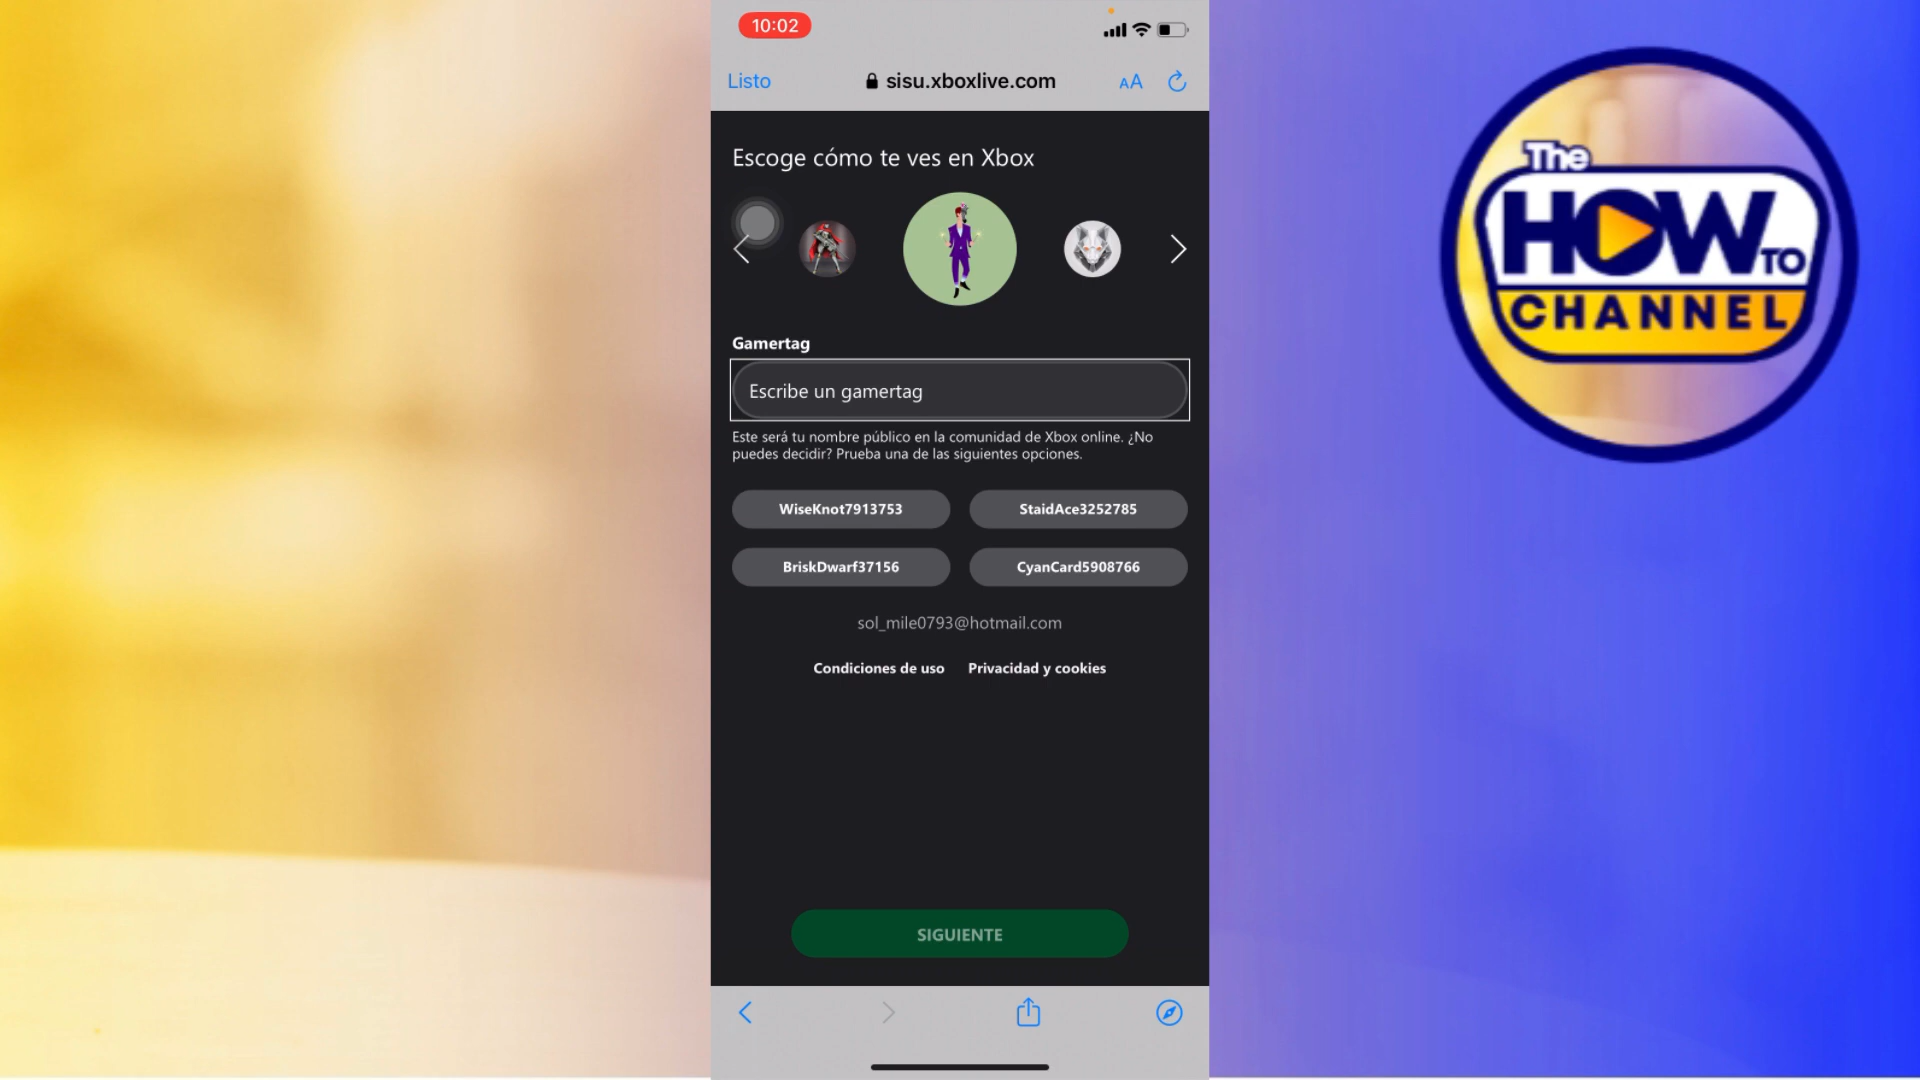 10:02
Listo
sisu.xboxlive.com
AA
Escoge cómo te ves en Xbox
Gamertag
Escribe un gamertag
Este será tu nombre público en la comunidad de Xbox online. ¿No
puedes decidir? Prueba una de las siguientes opciones.
WiseKnot7913753
StaidAce3252785
BriskDwarf37156
CyanCard5908766
sol_mile0793@hotmail.com
Condiciones de uso
Privacidad y cookies
SIGUIENTE
The
HOW
TO
CHANNEL